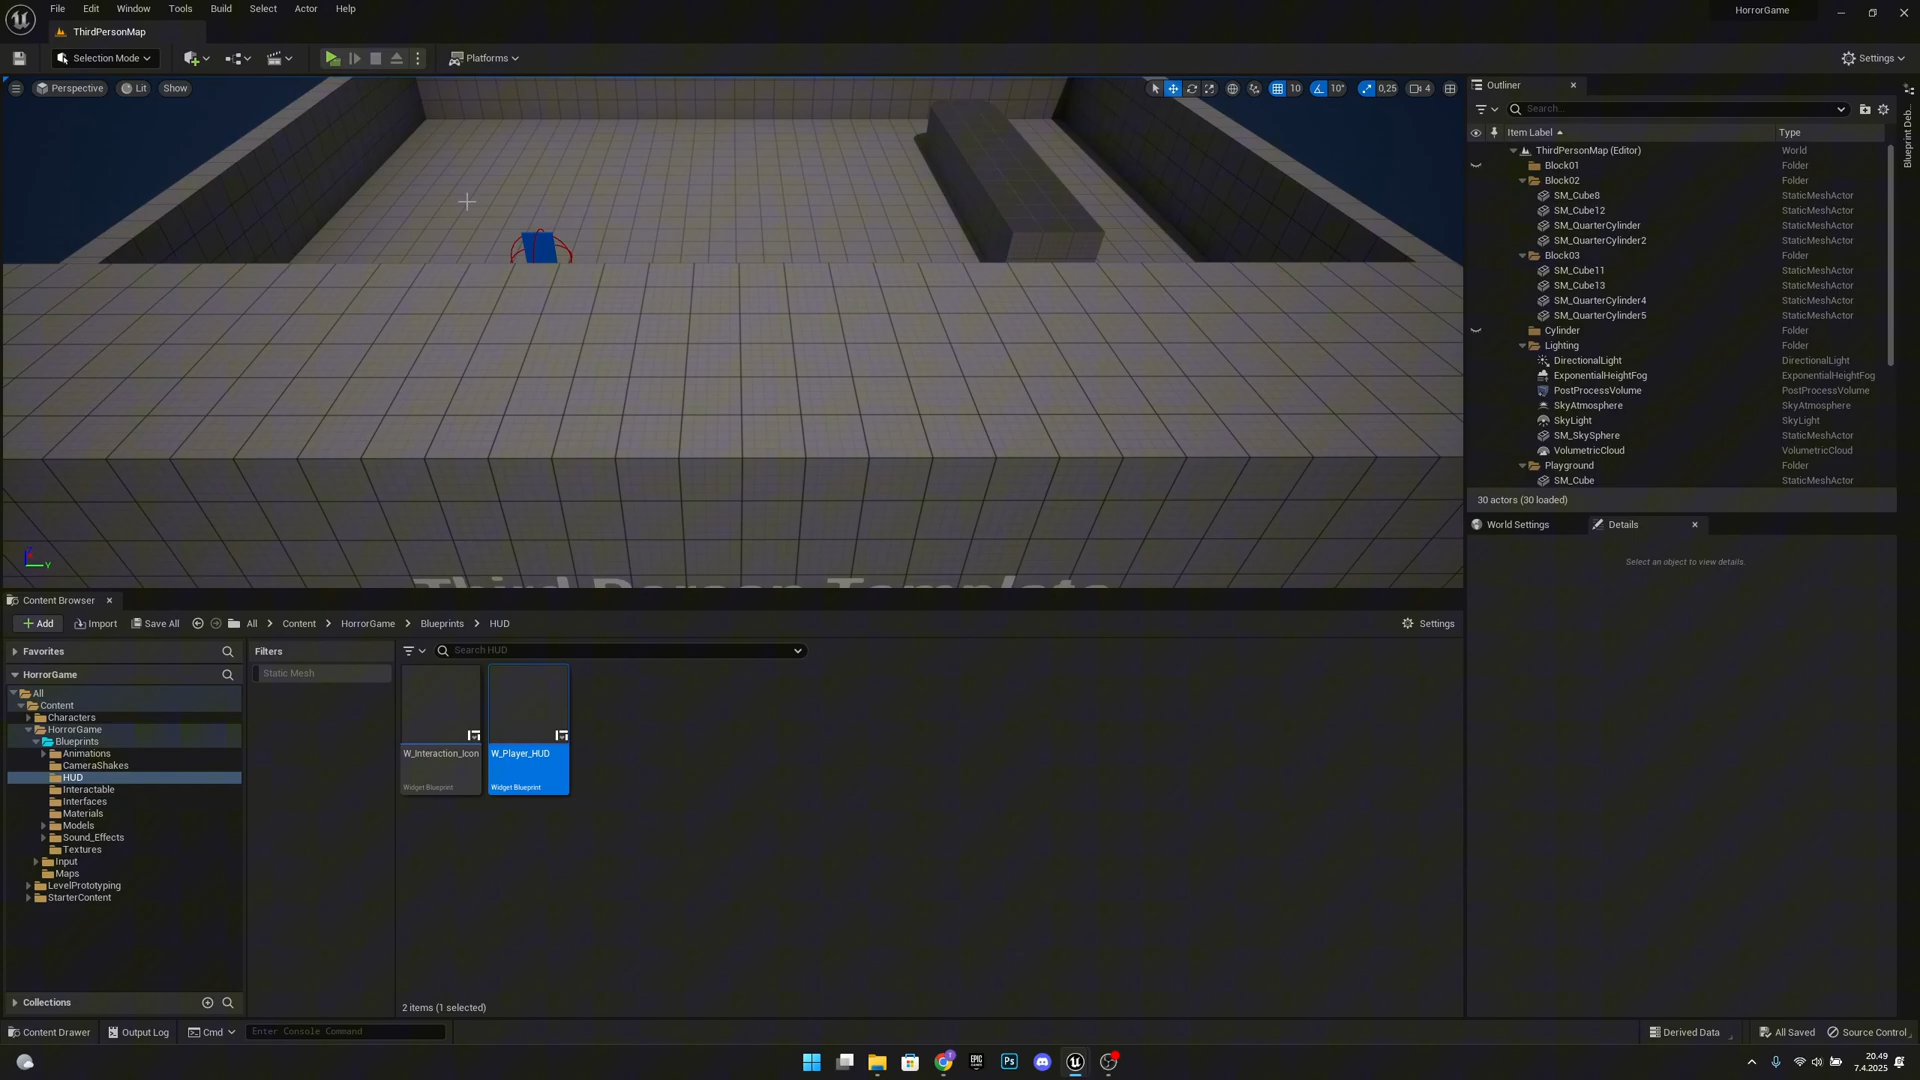 File Edit Window Tools Build Select Actor Help
HorrorGame
ThirdPersonMap
Selection Mode
Platforms
Settings
Perspective Lit Show
10 10° 0,25 4
Third Person Template
Outliner
Search...
Item Label Type
ThirdPersonMap (Editor) World
Block01 Folder
Block02 Folder
SM_Cube8 StaticMeshActor
SM_Cube12 StaticMeshActor
SM_QuarterCylinder StaticMeshActor
SM_QuarterCylinder2 StaticMeshActor
Block03 Folder
SM_Cube11 StaticMeshActor
SM_Cube13 StaticMeshActor
SM_QuarterCylinder4 StaticMeshActor
SM_QuarterCylinder5 StaticMeshActor
Cylinder Folder
Lighting Folder
DirectionalLight DirectionalLight
ExponentialHeightFog ExponentialHeightFog
PostProcessVolume PostProcessVolume
SkyAtmosphere SkyAtmosphere
SkyLight SkyLight
SM_SkySphere StaticMeshActor
VolumetricCloud VolumetricCloud
Playground Folder
SM_Cube StaticMeshActor
30 actors (30 loaded)
Blueprint Deb
World Settings Details
Select an object to view details.
Content Browser
Add Import Save All All Content HorrorGame Blueprints HUD
Settings
Favorites
HorrorGame
All
Content
Characters
HorrorGame
Blueprints
Animations
CameraShakes
HUD
Interactable
Interfaces
Materials
Models
Sound_Effects
Textures
Input
Maps
LevelPrototyping
StarterContent
Collections
Filters
Static Mesh
Search HUD
W_Interaction_Icon
Widget Blueprint
W_Player_HUD
Widget Blueprint
2 items (1 selected)
Content Drawer Output Log Cmd Enter Console Command
Derived Data All Saved Source Control
Ps
EPIC
20.49
7.4.2025